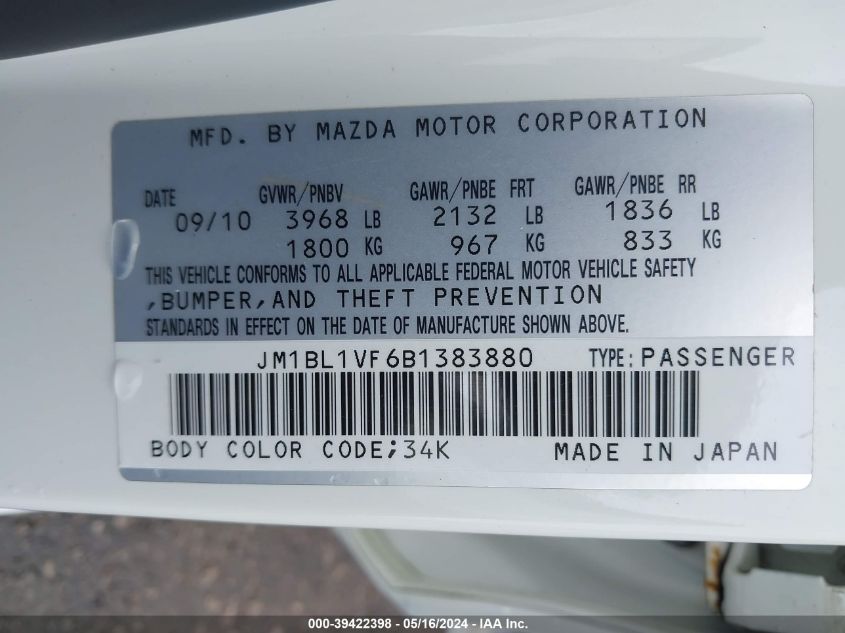 MFD. BY MAZDA MOTOR CORPORATION
DATE GVWR/PNBV GAWR/PNBE FRT GAWR/PNBE RR
09/10 3968 LB 2132 LB 1836 LB
1800 KG 967 KG 833 KG
THIS VEHICLE CONFORMS TO ALL APPLICABLE FEDERAL MOTOR VEHICLE SAFETY
,BUMPER,AND THEFT PREVENTION
STANDARDS IN EFFECT ON THE DATE OF MANUFACTURE SHOWN ABOVE.
JM1BL1VF6B1383880 TYPE:PASSENGER
BODY COLOR CODE;34K MADE IN JAPAN
000-39422398 - 05/16/2024 - IAAI.com, Inc.